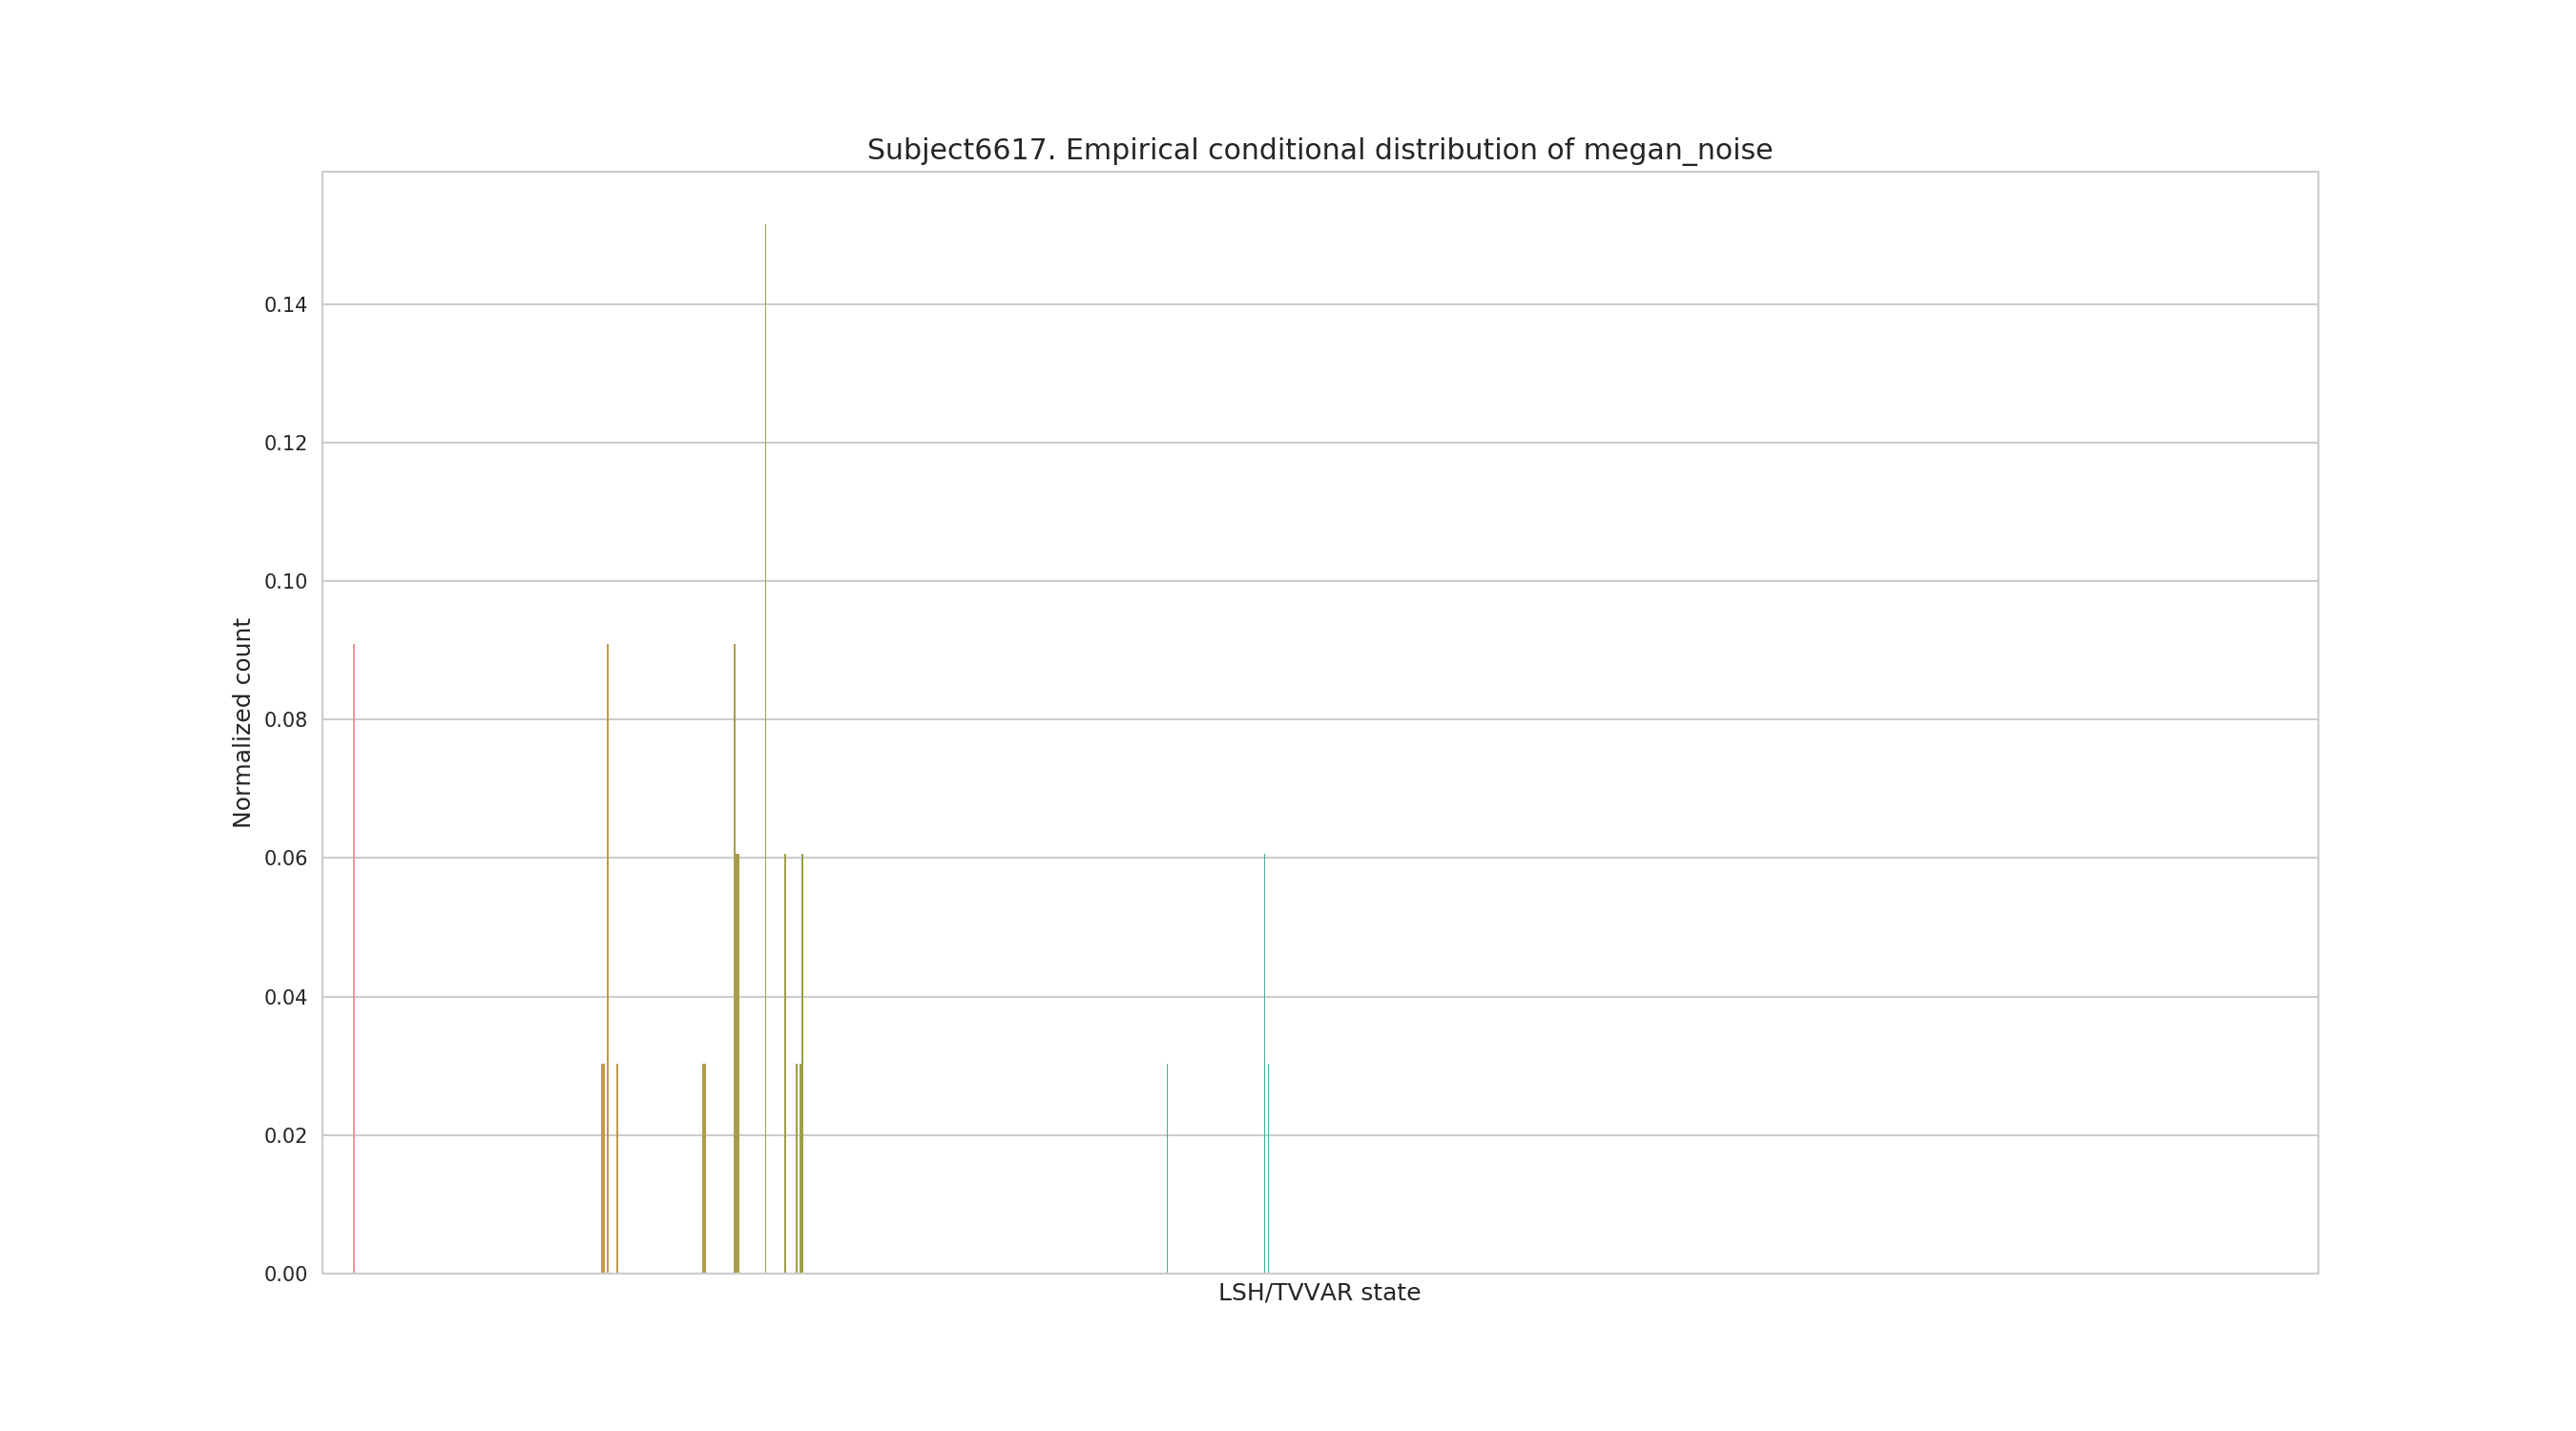 Subject6617. Empirical conditional distribution of megan_noise
0.14
0.12
0.10
0.08
0.06
0.04
0.02
0.00
Normalized count
LSH/TVVAR state